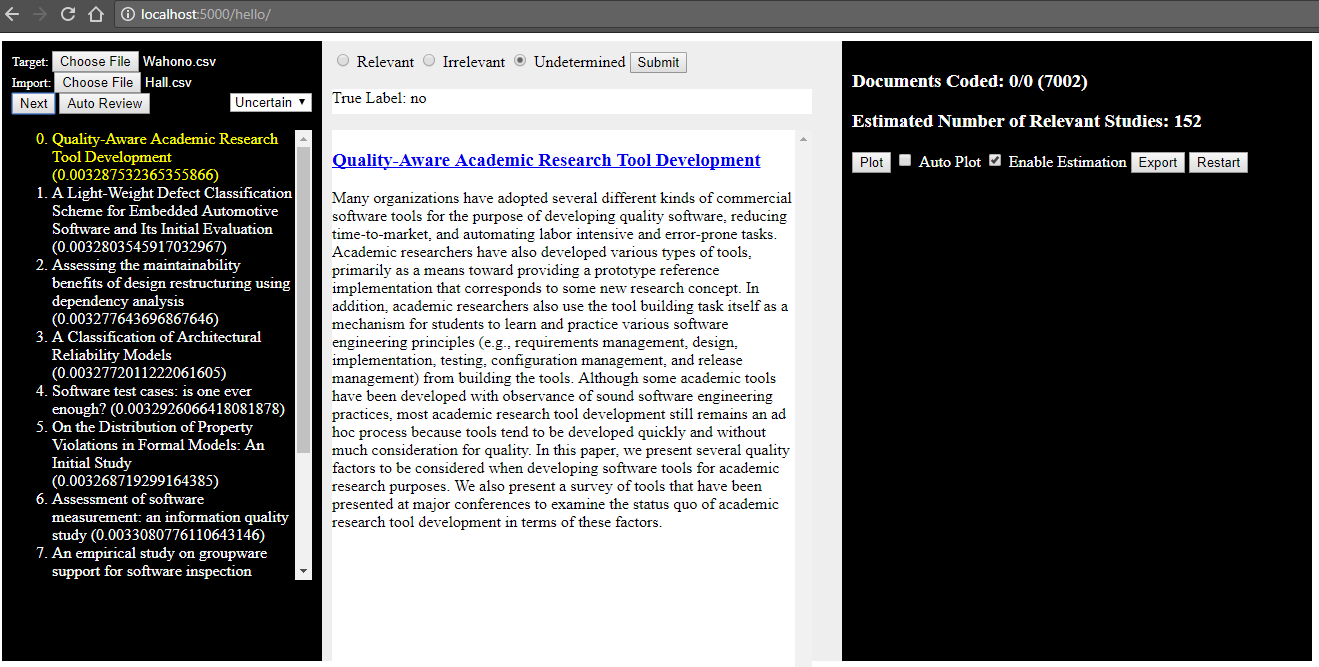 localhost:5000/hello/
Target: Choose File Wahono.csv
Import: Choose File Hall.csv
Next Auto Review Uncertain
0. Quality-Aware Academic Research
Tool Development
(0.003287532365355866)
1. A Light-Weight Defect Classification
Scheme for Embedded Automotive
Software and Its Initial Evaluation
(0.0032803545917032967)
2. Assessing the maintainability
benefits of design restructuring using
dependency analysis
(0.003277643696867646)
3. A Classification of Architectural
Reliability Models
(0.0032772011222061605)
4. Software test cases: is one ever
enough? (0.0032926066418081878)
5. On the Distribution of Property
Violations in Formal Models: An
Initial Study
(0.003268719299164385)
6. Assessment of software
measurement: an information quality
study (0.0033080776110643146)
7. An empirical study on groupware
support for software inspection
Relevant Irrelevant Undetermined Submit
True Label: no
Quality-Aware Academic Research Tool Development
Many organizations have adopted several different kinds of commercial
software tools for the purpose of developing quality software, reducing
time-to-market, and automating labor intensive and error-prone tasks.
Academic researchers have also developed various types of tools,
primarily as a means toward providing a prototype reference
implementation that corresponds to some new research concept. In
addition, academic researchers also use the tool building task itself as a
mechanism for students to learn and practice various software
engineering principles (e.g., requirements management, design,
implementation, testing, configuration management, and release
management) from building the tools. Although some academic tools
have been developed with observance of sound software engineering
practices, most academic research tool development still remains an ad
hoc process because tools tend to be developed quickly and without
much consideration for quality. In this paper, we present several quality
factors to be considered when developing software tools for academic
research purposes. We also present a survey of tools that have been
presented at major conferences to examine the status quo of academic
research tool development in terms of these factors.
Documents Coded: 0/0 (7002)
Estimated Number of Relevant Studies: 152
Plot Auto Plot Enable Estimation Export Restart